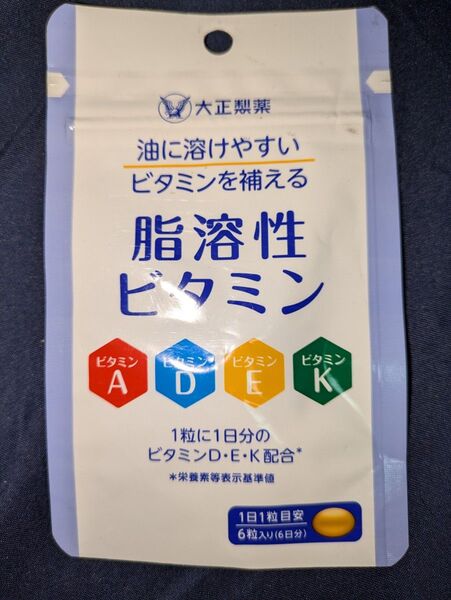 大正製薬
油に溶けやすい
ビタミンを補える
脂溶性
ビタミン
ビタミン ビタミン ビタミン ビタミン
A D E K
1粒に1日分の
ビタミンD・E・K配合*
*栄養素等表示基準値
1日1粒目安
6粒入り(6日分)